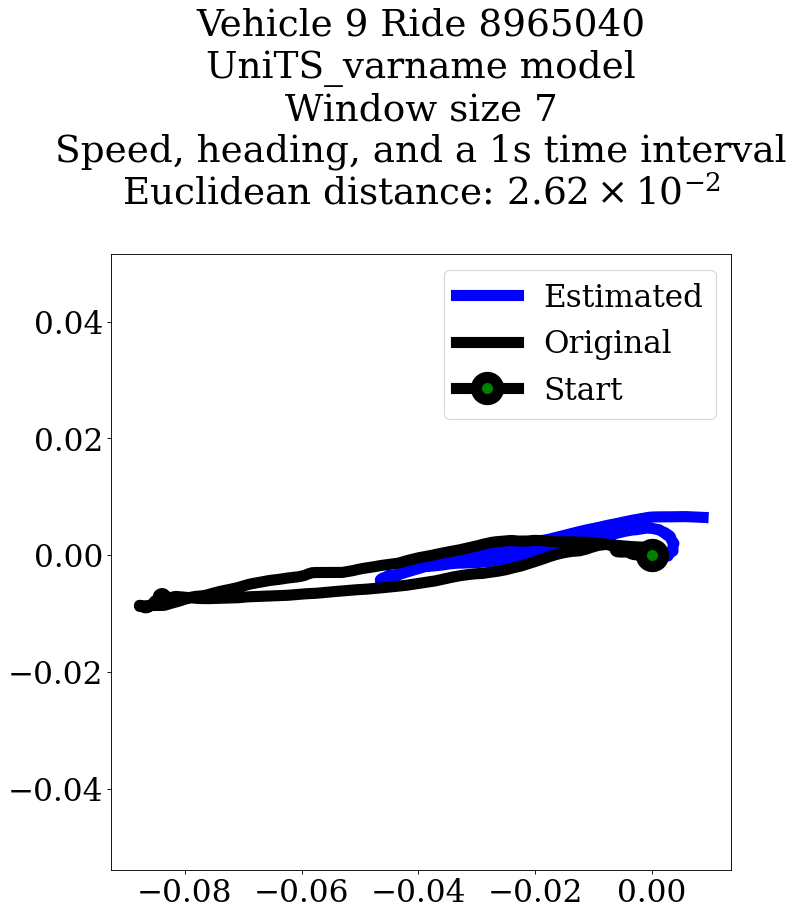 Vehicle 9 Ride 8965040
UniTS_varname model
Window size 7
Speed, heading, and a 1s time interval
Euclidean distance: 2.62 × 10⁻²
Estimated
Original
Start
0.04
0.02
0.00
−0.02
−0.04
−0.08 −0.06 −0.04 −0.02 0.00